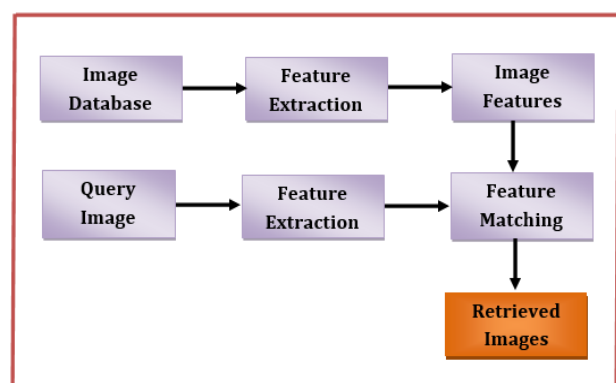 Image
Database
Feature
Extraction
Image
Features
Query
Image
Feature
Extraction
Feature
Matching
Retrieved
Images